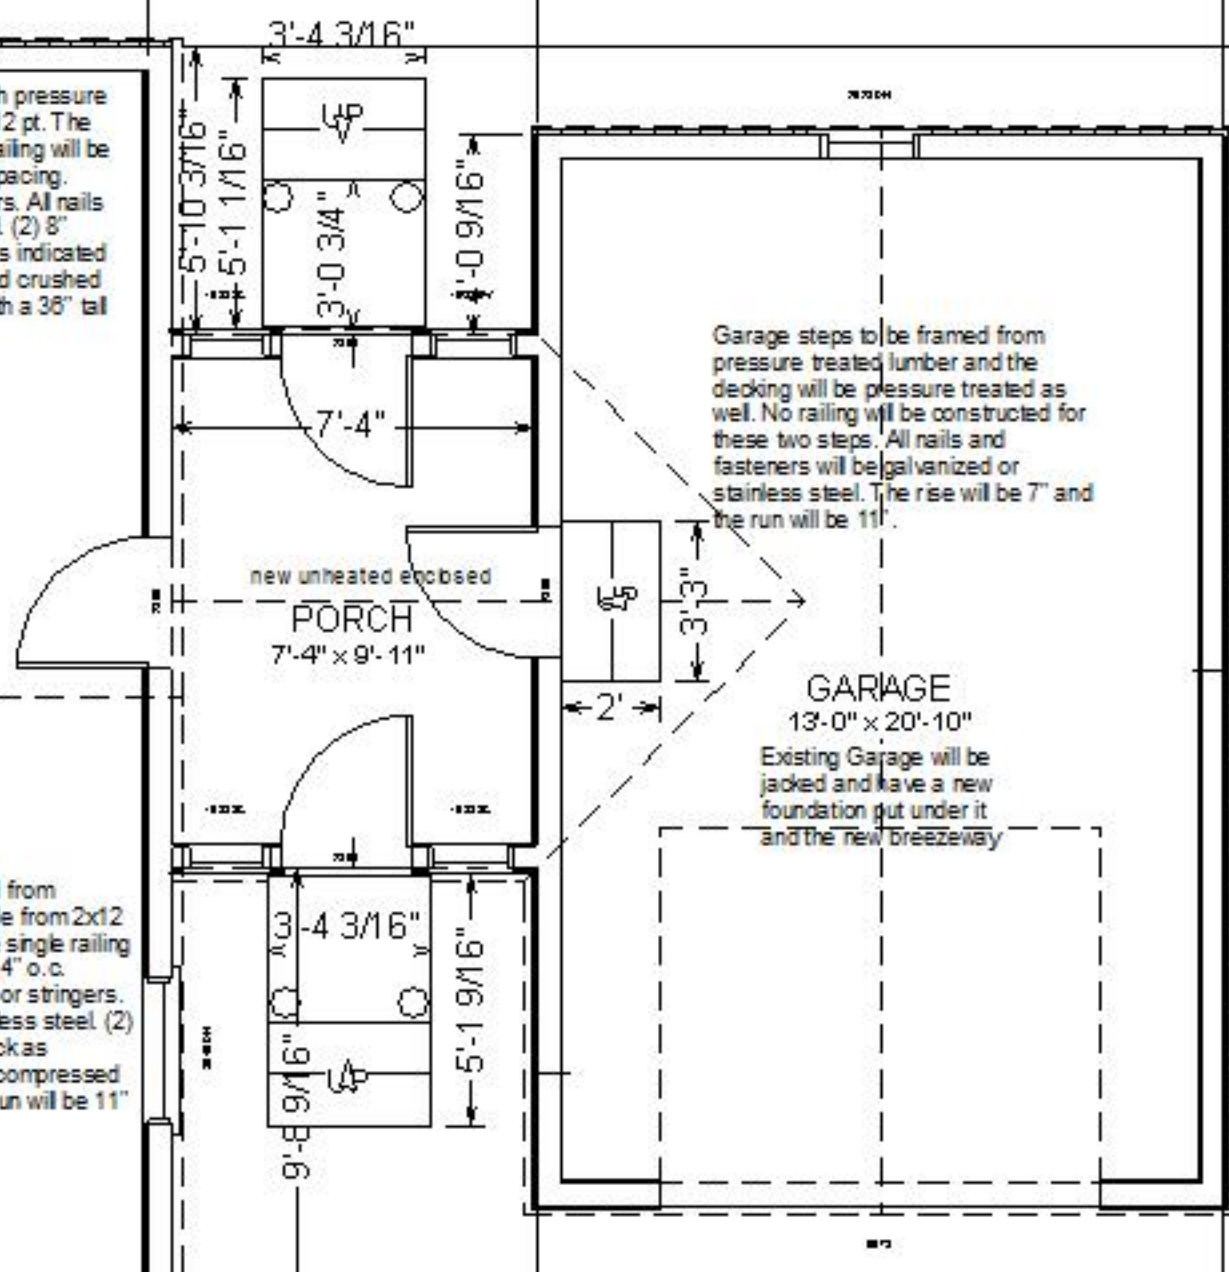 3'-4 3/16"
h pressure
2 pt. The
ailing will be
pacing.
rs. All nails
l. (2) 8"
s indicated
d crushed
th a 36" tall
5'-10 3/16"
5'-1 1/16"
UP
3'-0 3/4"
'-0 9/16"
Garage steps to be framed from
pressure treated lumber and the
decking will be pressure treated as
well. No railing will be constructed for
these two steps. All nails and
fasteners will be galvanized or
stainless steel. The rise will be 7" and
the run will be 11".
7'-4"
new unheated enclosed
PORCH
7'-4" x 9'-11"
UP
3'-3"
2'
GARAGE
13'-0" x 20'-10"
Existing Garage will be
jacked and have a new
foundation put under it
and the new breezeway
from
e from 2x12
single railing
4" o.c.
or stringers.
less steel. (2)
ck as
compressed
un will be 11"
3'-4 3/16"
5'-1 9/16"
UP
9'-8 9/16"